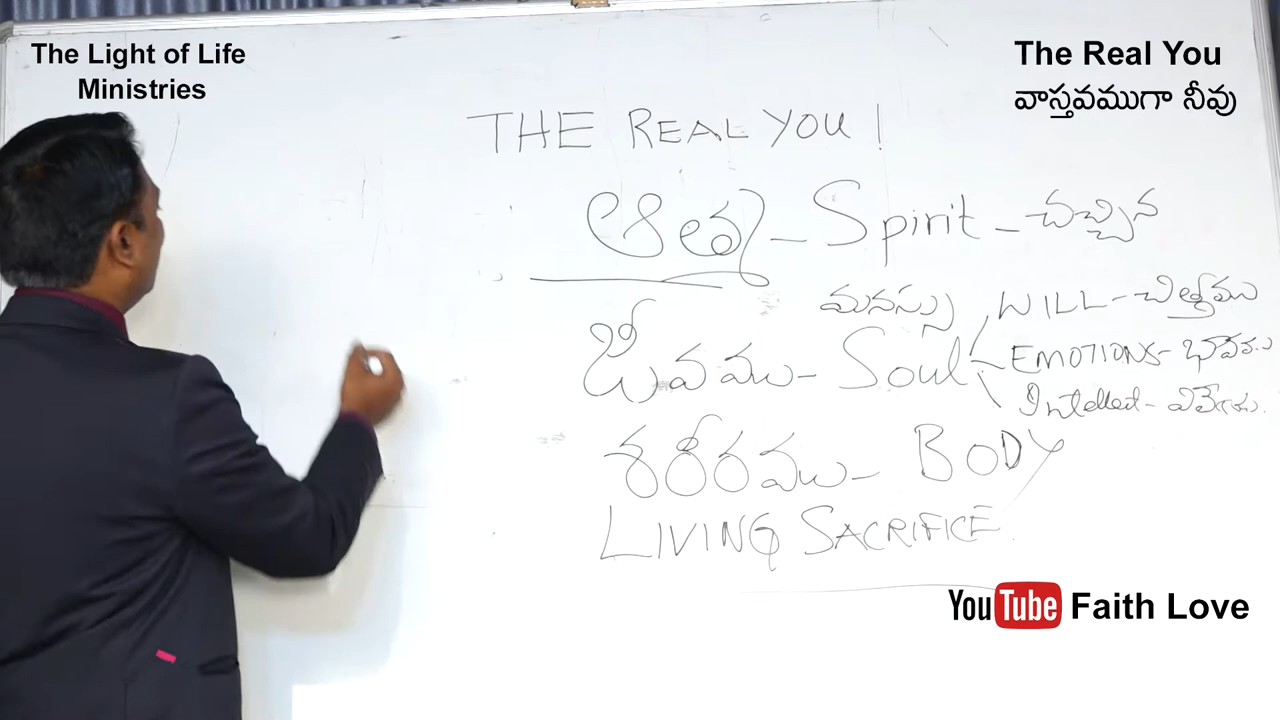 The Light of Life
Ministries
The Real You
వాస్తవముగా నీవు
THE REAL YOU !
ఆత్మ - Spirit - చచ్చిన
మనస్సు
WILL - చిత్తము
జీవము - Soul
EMOTIONS - భావము
Intellect -
శరీరము - BODY
LIVING SACRIFICE
YouTube Faith Love